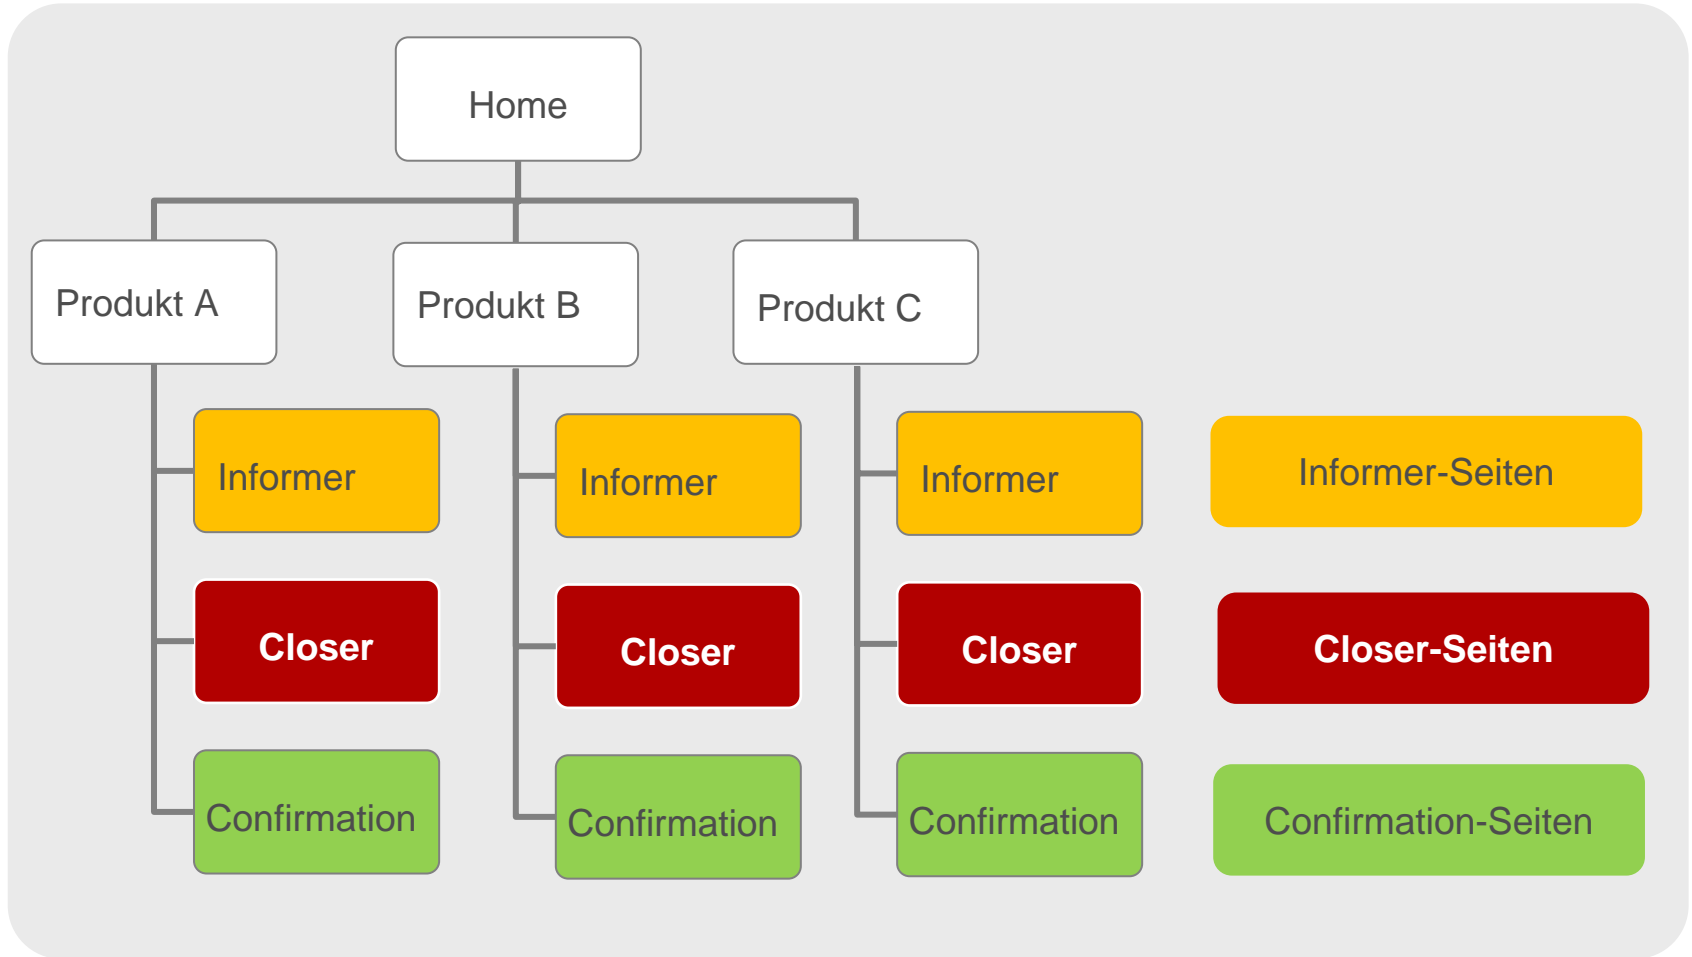 Home
Produkt A
Produkt B
Produkt C
Informer
Informer
Informer
Informer-Seiten
Closer
Closer
Closer
Closer-Seiten
Confirmation
Confirmation
Confirmation
Confirmation-Seiten